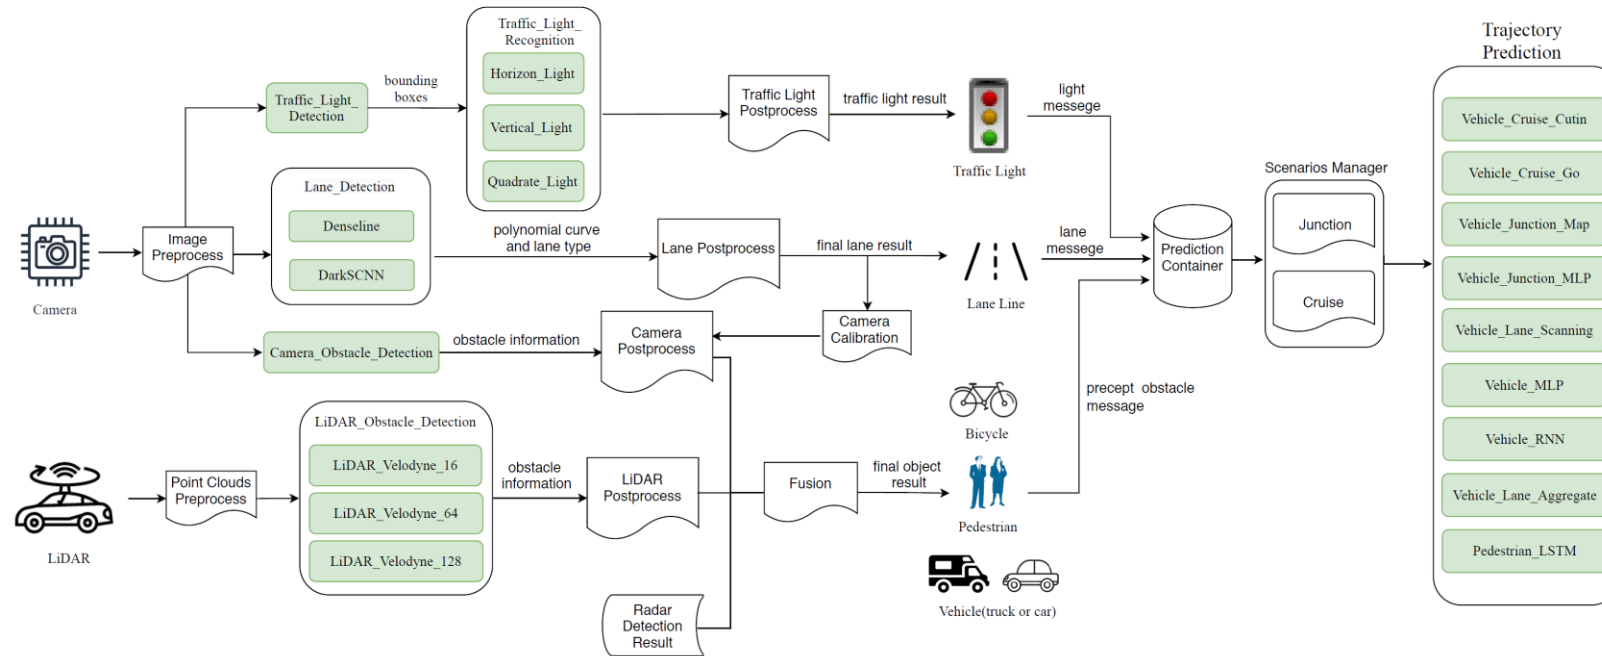 Traffic_Light_
Recognition
Horizon_Light
Vertical_Light
Quadrate_Light
Traffic_Light_
Detection
bounding
boxes
Traffic Light
Postprocess
traffic light result
Traffic Light
light
messege
Lane_Detection
Denseline
DarkSCNN
Camera
Image
Preprocess
polynomial curve
and lane type
Lane Postprocess
final lane result
Lane Line
lane
messege
Camera
Calibration
Camera_Obstacle_Detection
obstacle information
Camera
Postprocess
LiDAR
Point Clouds
Preprocess
LiDAR_Obstacle_Detection
LiDAR_Velodyne_16
LiDAR_Velodyne_64
LiDAR_Velodyne_128
obstacle
information
LiDAR
Postprocess
Radar
Detection
Result
Fusion
final object
result
Bicycle
Pedestrian
Vehicle(truck or car)
precept obstacle
message
Prediction
Container
Scenarios Manager
Junction
Cruise
Trajectory
Prediction
Vehicle_Cruise_Cutin
Vehicle_Cruise_Go
Vehicle_Junction_Map
Vehicle_Junction_MLP
Vehicle_Lane_Scanning
Vehicle_MLP
Vehicle_RNN
Vehicle_Lane_Aggregate
Pedestrian_LSTM